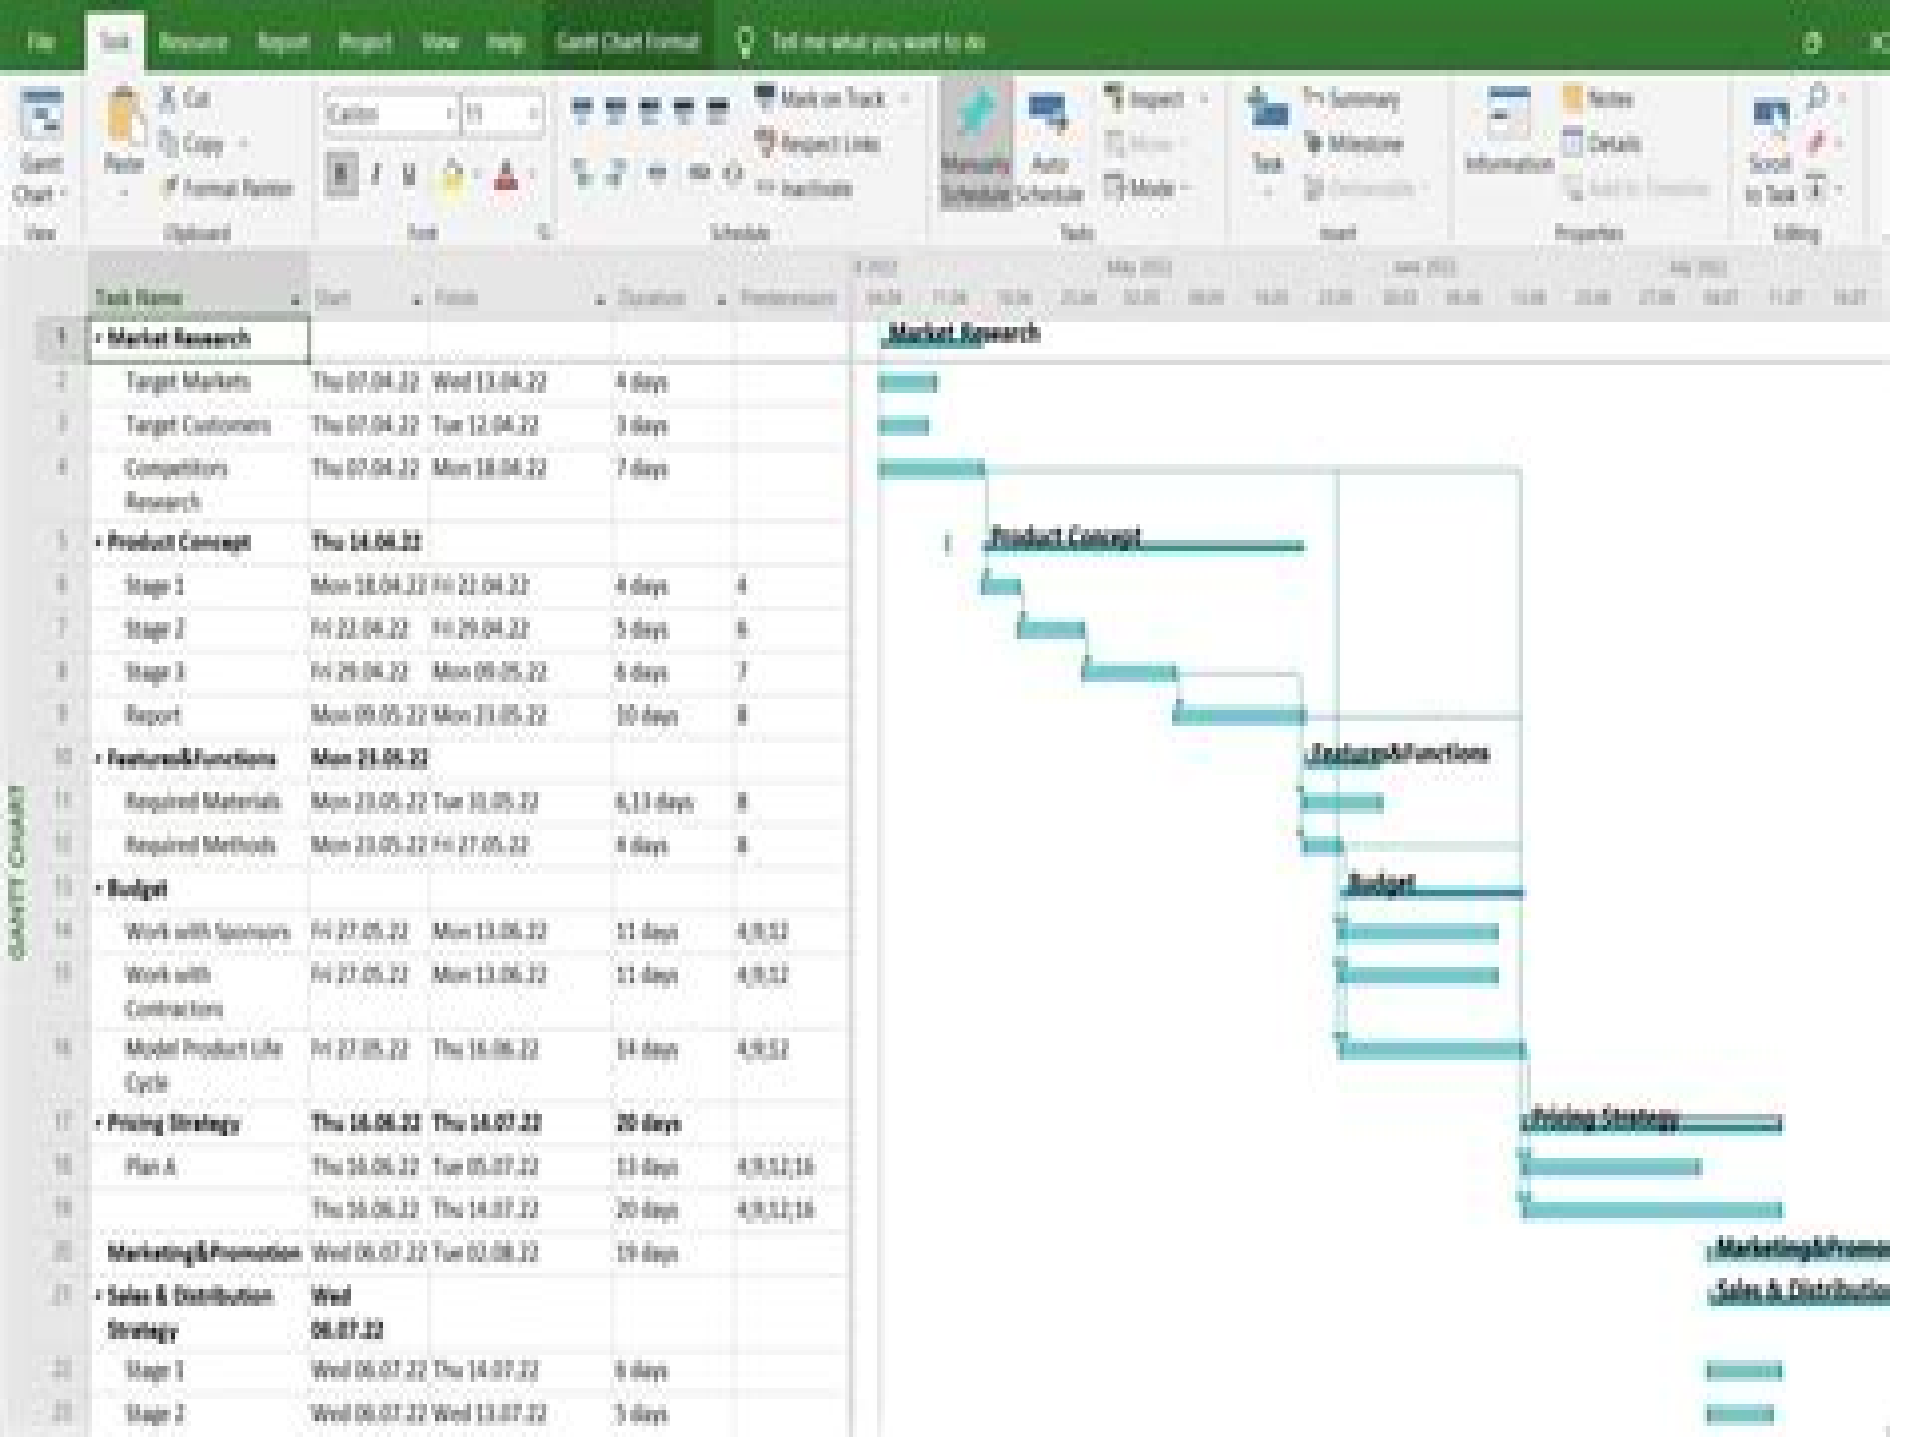 File Task Resource Report Project View Help Gantt Chart Format Tell me what you want to do
Cut
Copy
Format Painter
Paste
Gantt
Chart
View
Clipboard
Calibri 11
B I U
Font
Mark on Track
Respect Links
Inactivate
Schedule
Manually
Schedule
Auto
Schedule
Inspect
Move
Mode
Tasks
Task
Summary
Milestone
Deliverable
Insert
Information
Notes
Details
Add to Timeline
Properties
Scroll
to Task
Editing
May 2022 June 2022 July 2022
Task Name Start Finish Duration Predecessors
GANTT CHART
1 Market Research
2 Target Markets Thu 07.04.22 Wed 13.04.22 4 days
3 Target Customers Thu 07.04.22 Tue 12.04.22 3 days
4 Competitors Thu 07.04.22 Mon 18.04.22 7 days
Research
5 Product Concept Thu 14.04.22
6 Stage 1 Mon 18.04.22 Fri 22.04.22 4 days 4
7 Stage 2 Fri 22.04.22 Fri 29.04.22 5 days 6
8 Stage 3 Fri 29.04.22 Mon 09.05.22 6 days 7
9 Report Mon 09.05.22 Mon 23.05.22 10 days 8
10 Features&Functions Mon 23.05.22
11 Required Materials Mon 23.05.22 Tue 31.05.22 6,13 days 8
12 Required Methods Mon 23.05.22 Fri 27.05.22 4 days 8
13 Budget
14 Work with Sponsors Fri 27.05.22 Mon 13.06.22 11 days 4,9,12
15 Work with Fri 27.05.22 Mon 13.06.22 11 days 4,9,12
Contractors
16 Model Product Life Fri 27.05.22 Thu 16.06.22 14 days 4,9,12
Cycle
17 Pricing Strategy Thu 16.06.22 Thu 14.07.22 20 days
18 Plan A Thu 16.06.22 Tue 05.07.22 13 days 4,9,12,16
19 Thu 16.06.22 Thu 14.07.22 20 days 4,9,12,16
20 Marketing&Promotion Wed 06.07.22 Tue 02.08.22 19 days
21 Sales & Distribution Wed
Strategy 06.07.22
22 Stage 1 Wed 06.07.22 Thu 14.07.22 6 days
23 Stage 2 Wed 06.07.22 Wed 13.07.22 5 days
Market Research
Product Concept
Features&Functions
Budget
Pricing Strategy
Marketing&Promo
Sales & Distributio